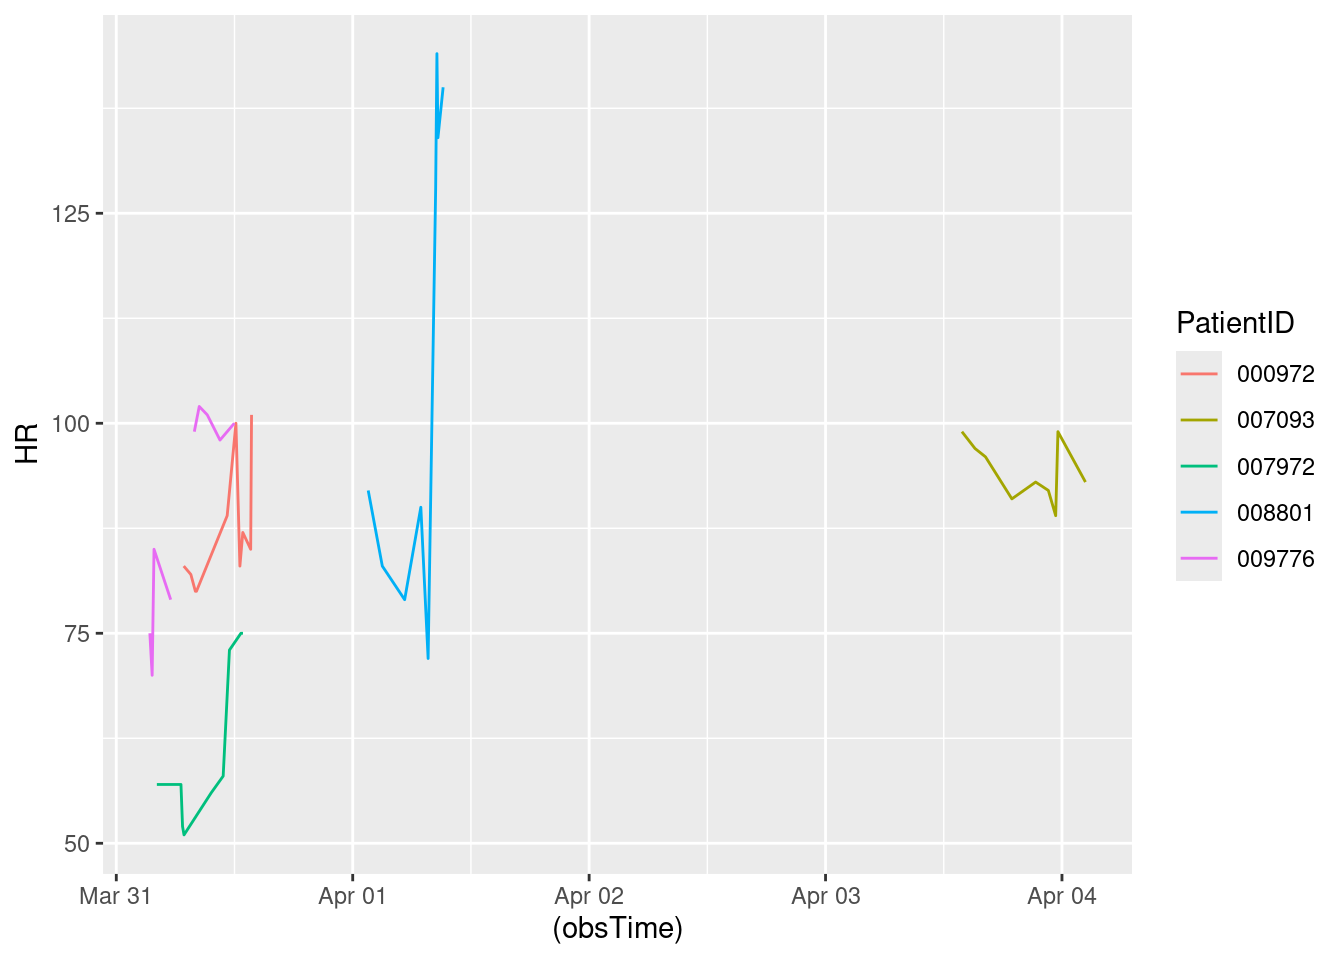 HR
125
100
75
50
Mar 31
Apr 01
Apr 02
Apr 03
Apr 04
(obsTime)
PatientID
000972
007093
007972
008801
009776